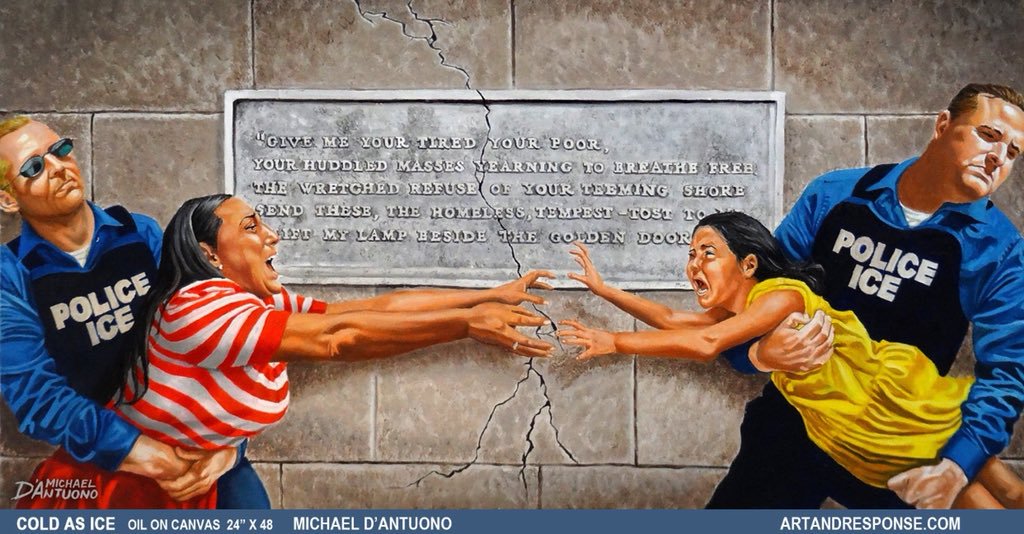 "GIVE ME YOUR TIRED YOUR POOR,
YOUR HUDDLED MASSES YEARNING TO BREATHE FREE
THE WRETCHED REFUSE OF YOUR TEEMING SHORE
SEND THESE, THE HOMELESS, TEMPEST-TOST TO
LIFT MY LAMP BESIDE THE GOLDEN DOOR
POLICE
ICE
POLICE
ICE
MICHAEL
D'ANTUONO
COLD AS ICE OIL ON CANVAS 24" X 48 MICHAEL D'ANTUONO ARTANDRESPONSE.COM